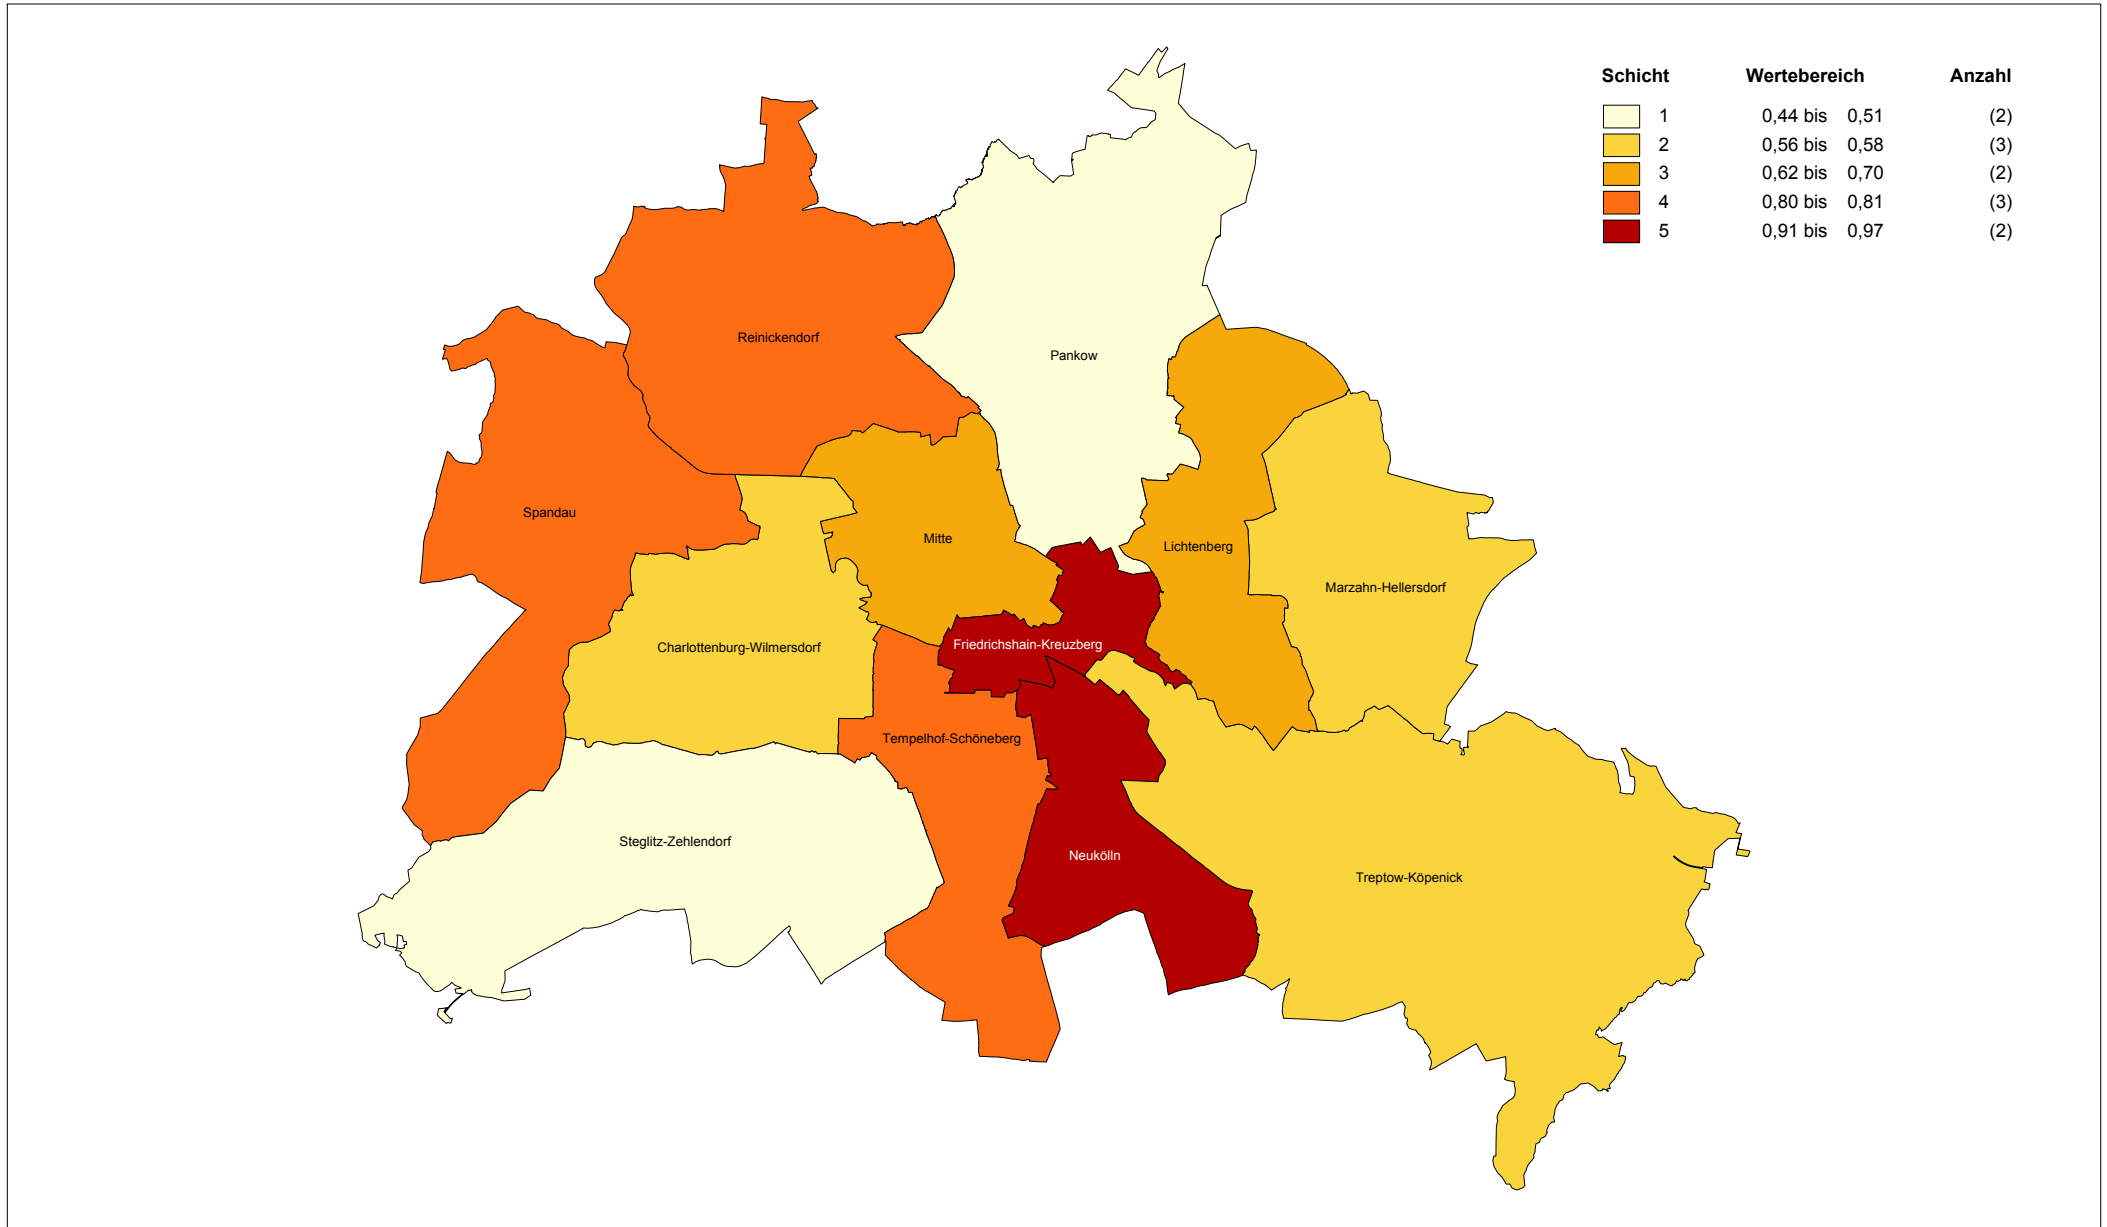 Schicht Wertebereich Anzahl
1 0,44 bis 0,51 (2)
2 0,56 bis 0,58 (3)
3 0,62 bis 0,70 (2)
4 0,80 bis 0,81 (3)
5 0,91 bis 0,97 (2)
Reinickendorf
Pankow
Spandau
Mitte
Lichtenberg
Marzahn-Hellersdorf
Charlottenburg-Wilmersdorf
Friedrichshain-Kreuzberg
Tempelhof-Schöneberg
Steglitz-Zehlendorf
Neukölln
Treptow-Köpenick